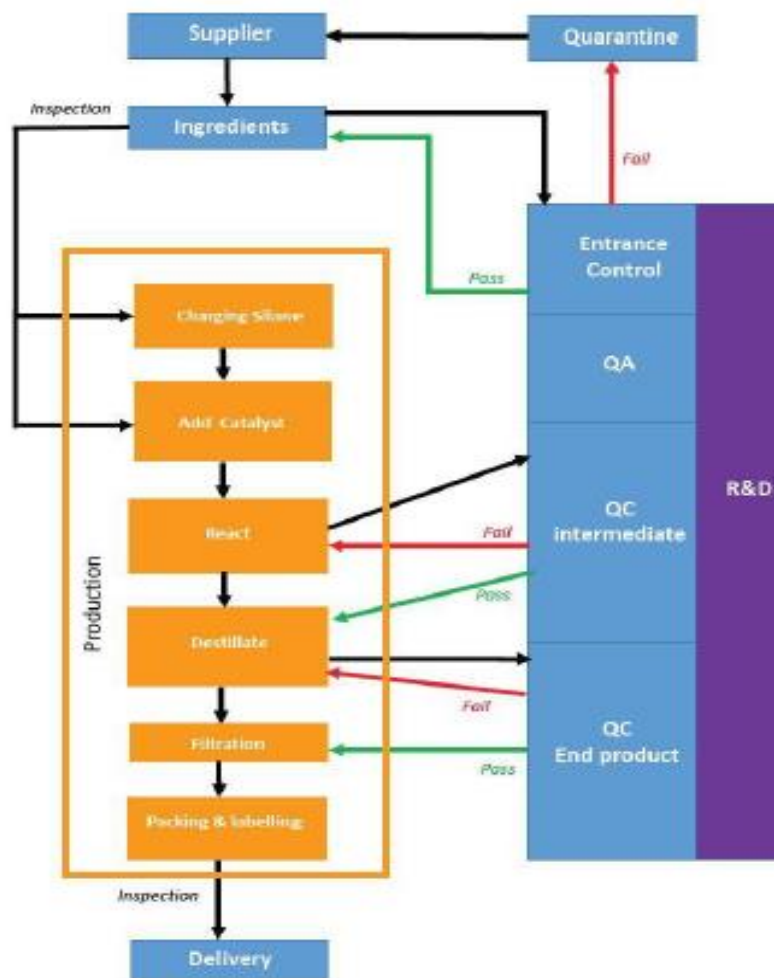 Supplier
Quarantine
Inspection
Ingredients
Fail
Entrance
Control
Pass
Charging Silane
QA
Add Catalyst
QC
intermediate
R&D
React
Fail
Pass
Production
Destillate
Fail
QC
End product
Filtration
Pass
Packing & labelling
Inspection
Delivery